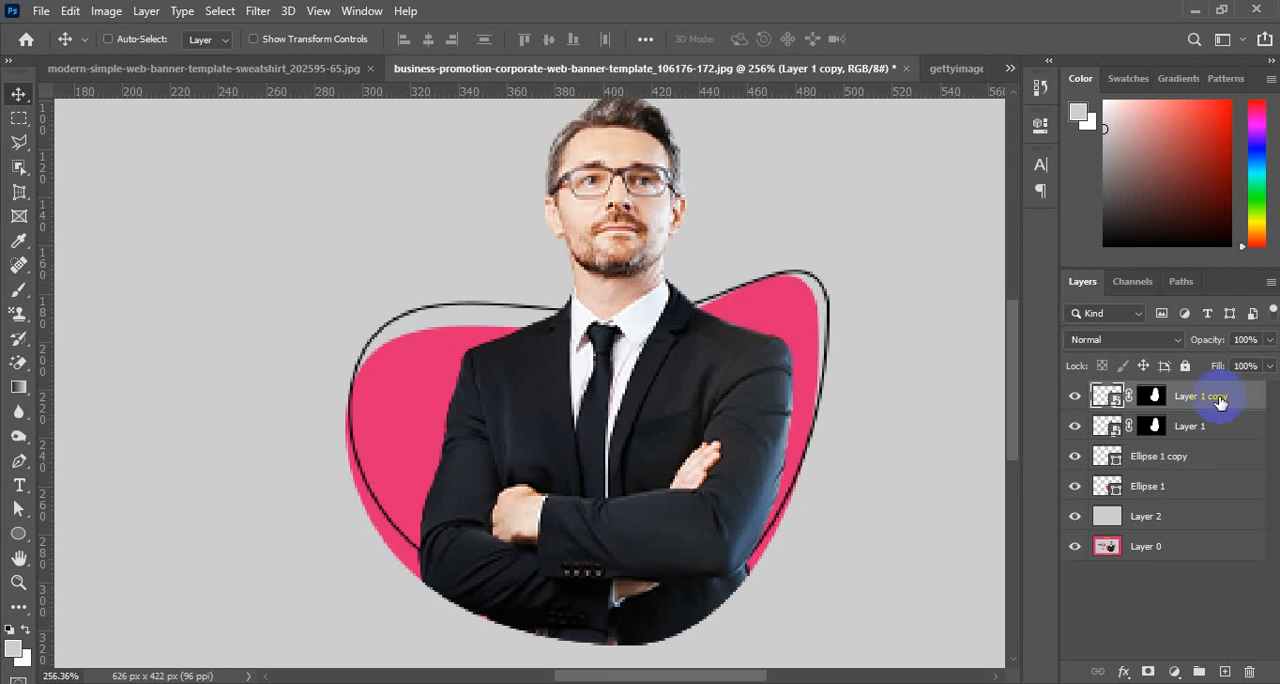 Ps File Edit Image Layer Type Select Filter 3D View Window Help
Auto-Select: Layer Show Transform Controls 3D Mode:
modern-simple-web-banner-template-sweatshirt_202595-65.jpg × business-promotion-corporate-web-banner-template_106176-172.jpg @ 256% (Layer 1 copy, RGB/8#) * × gettyimage
180 280 300 320 340 360 380 400 420 440 460 480 500 520 540 560
Color Swatches Gradients Patterns
Layers Channels Paths
Kind
Normal Opacity: 100%
Lock: Fill: 100%
Layer 1 copy
Layer 1
Ellipse 1 copy
Ellipse 1
Layer 2
Layer 0
256.36% 626 px x 422 px (96 ppi)